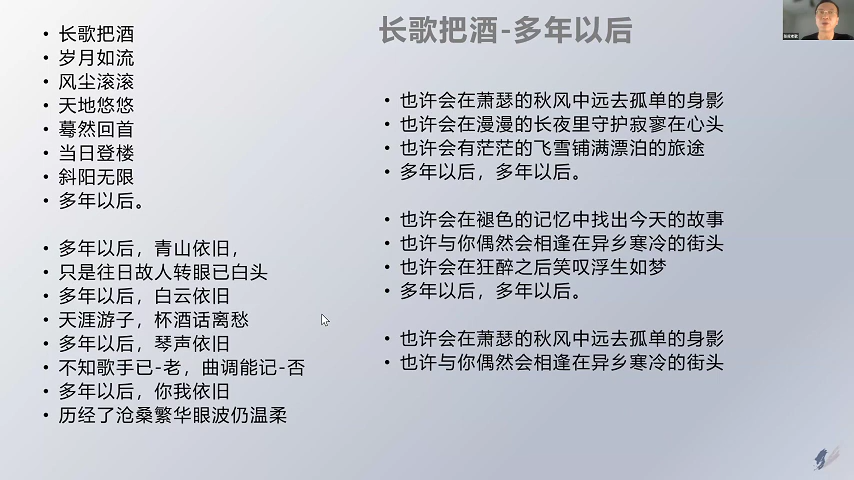 长歌把酒-多年以后
长歌把酒
岁月如流
风尘滚滚
天地悠悠
蓦然回首
当日登楼
斜阳无限
多年以后。
多年以后，青山依旧，
只是往日故人转眼已白头
多年以后，白云依旧
天涯游子，杯酒话离愁
多年以后，琴声依旧
不知歌手已-老，曲调能记-否
多年以后，你我依旧
历经了沧桑繁华眼波仍温柔
也许会在萧瑟的秋风中远去孤单的身影
也许会在漫漫的长夜里守护寂寥在心头
也许会有茫茫的飞雪铺满漂泊的旅途
多年以后，多年以后。
也许会在褪色的记忆中找出今天的故事
也许与你偶然会相逢在异乡寒冷的街头
也许会在狂醉之后笑叹浮生如梦
多年以后，多年以后。
也许会在萧瑟的秋风中远去孤单的身影
也许与你偶然会相逢在异乡寒冷的街头